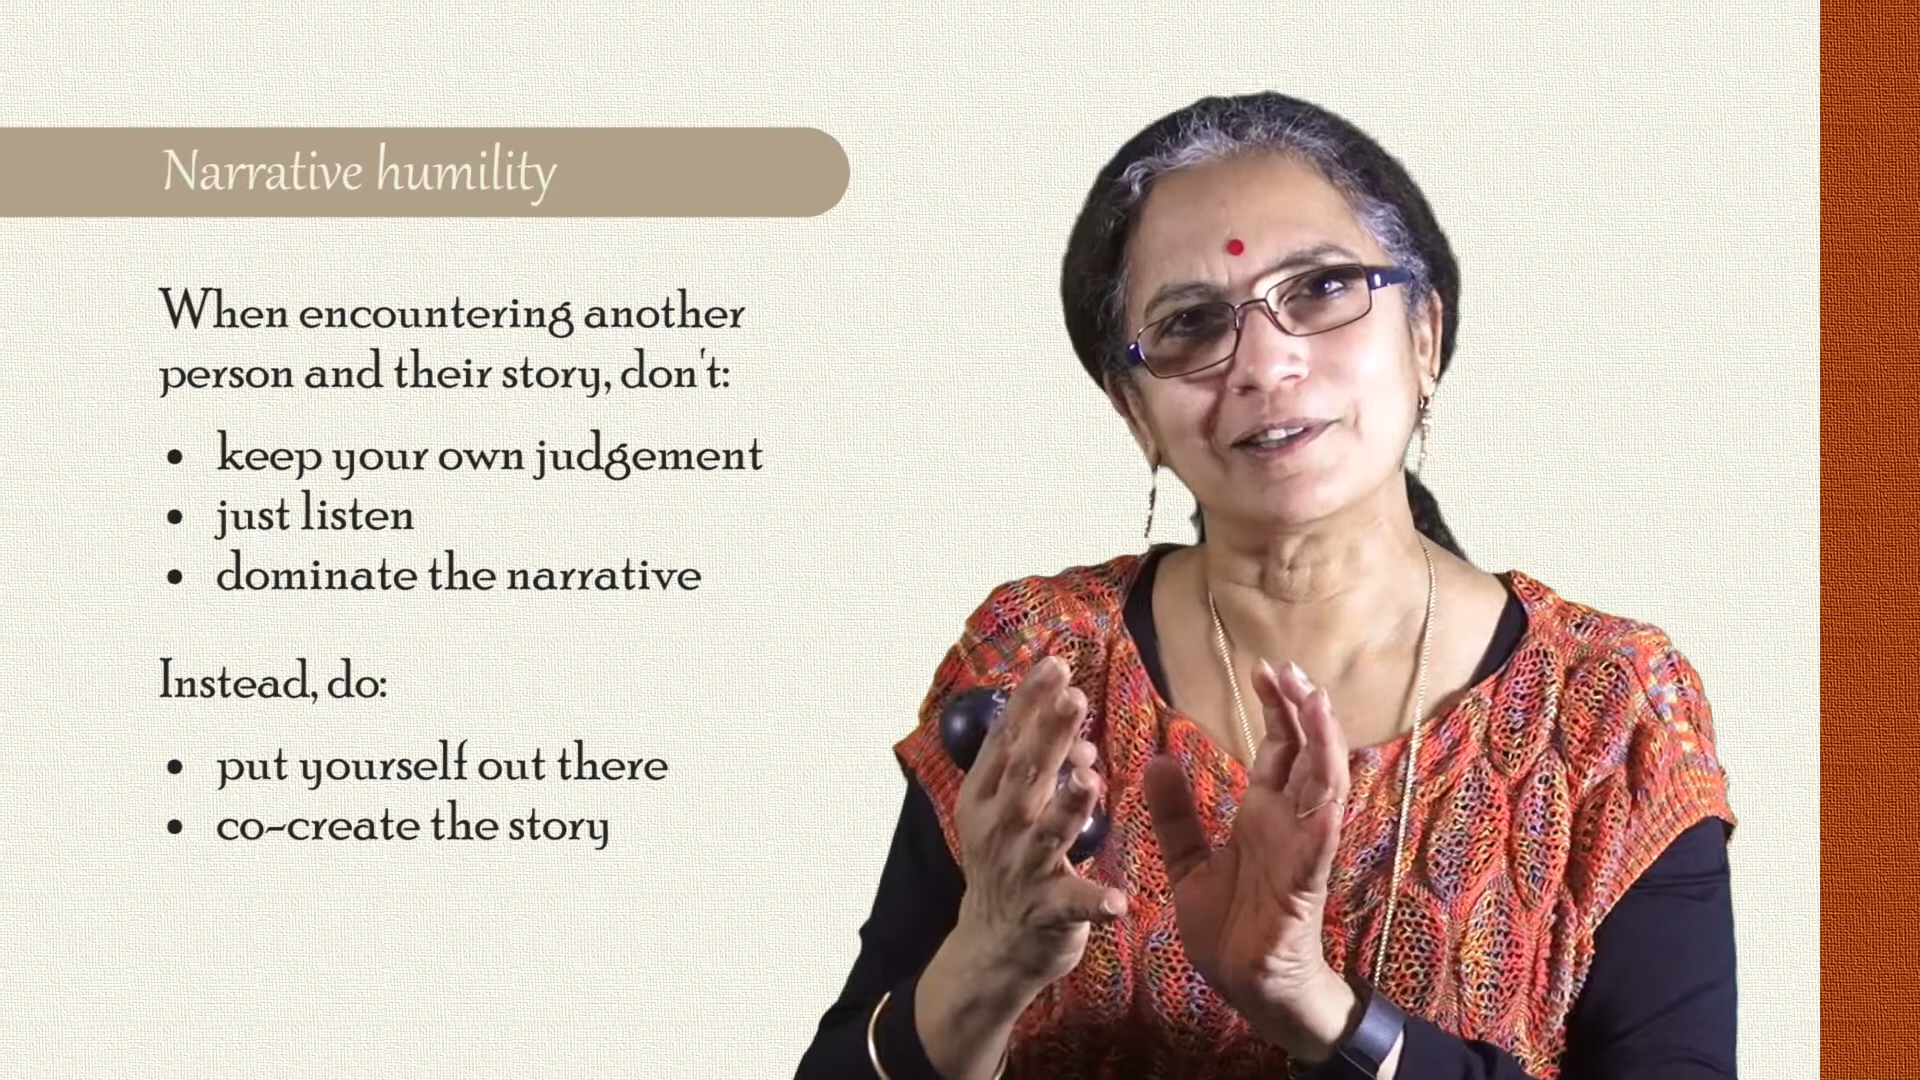 Narrative humility
When encountering another
person and their story, don't:
• keep your own judgement
• just listen
• dominate the narrative
Instead, do:
• put yourself out there
• co-create the story